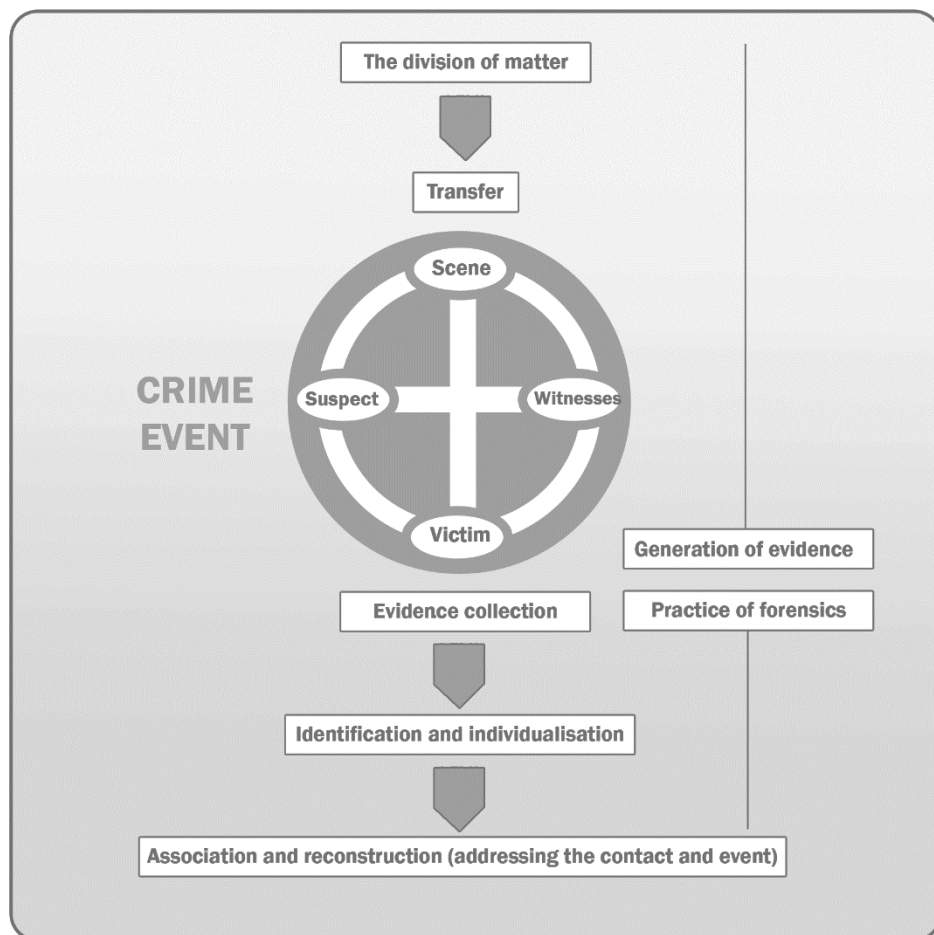 The division of matter
Transfer
Scene
CRIME
EVENT
Suspect
Witnesses
Victim
Generation of evidence
Evidence collection
Practice of forensics
Identification and individualisation
Association and reconstruction (addressing the contact and event)